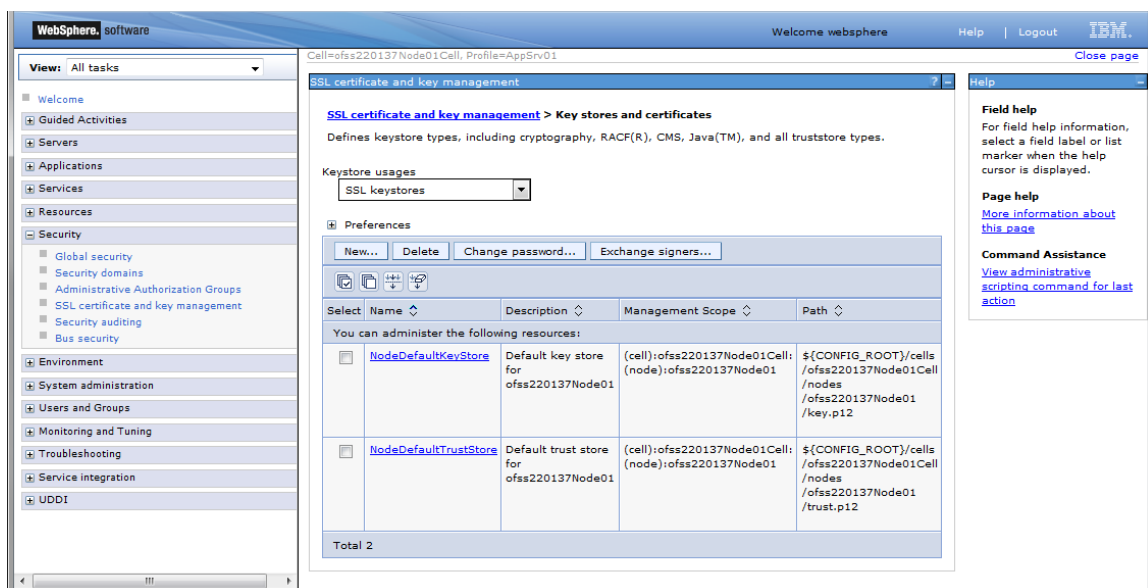 WebSphere. software
Welcome websphere
Help | Logout
IBM.
View: All tasks
Welcome
Guided Activities
Servers
Applications
Services
Resources
Security
Global security
Security domains
Administrative Authorization Groups
SSL certificate and key management
Security auditing
Bus security
Environment
System administration
Users and Groups
Monitoring and Tuning
Troubleshooting
Service integration
UDDI
Cell=ofss220137Node01Cell, Profile=AppSrv01
Close page
SSL certificate and key management
? –
SSL certificate and key management > Key stores and certificates
Defines keystore types, including cryptography, RACF(R), CMS, Java(TM), and all truststore types.
Keystore usages
SSL keystores
Preferences
New... Delete Change password... Exchange signers...
Select Name Description Management Scope Path
You can administer the following resources:
NodeDefaultKeyStore
Default key store
for
ofss220137Node01
(cell):ofss220137Node01Cell:
(node):ofss220137Node01
${CONFIG_ROOT}/cells
/ofss220137Node01Cell
/nodes
/ofss220137Node01
/key.p12
NodeDefaultTrustStore
Default trust store
for
ofss220137Node01
(cell):ofss220137Node01Cell:
(node):ofss220137Node01
${CONFIG_ROOT}/cells
/ofss220137Node01Cell
/nodes
/ofss220137Node01
/trust.p12
Total 2
Help
Field help
For field help information,
select a field label or list
marker when the help
cursor is displayed.
Page help
More information about
this page
Command Assistance
View administrative
scripting command for last
action